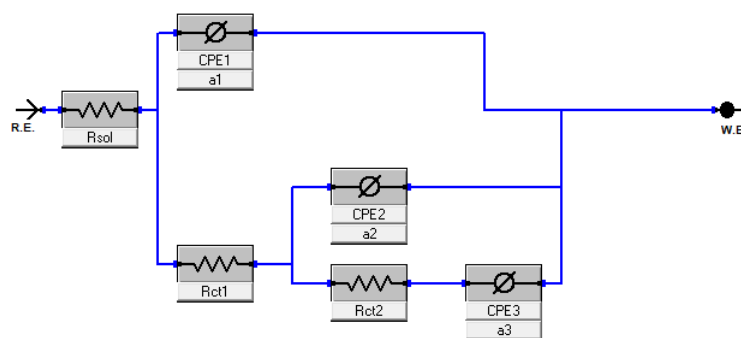 CPE1
a1
R.E.
Rsol
W.E
CPE2
a2
Rct1
Rct2
CPE3
a3